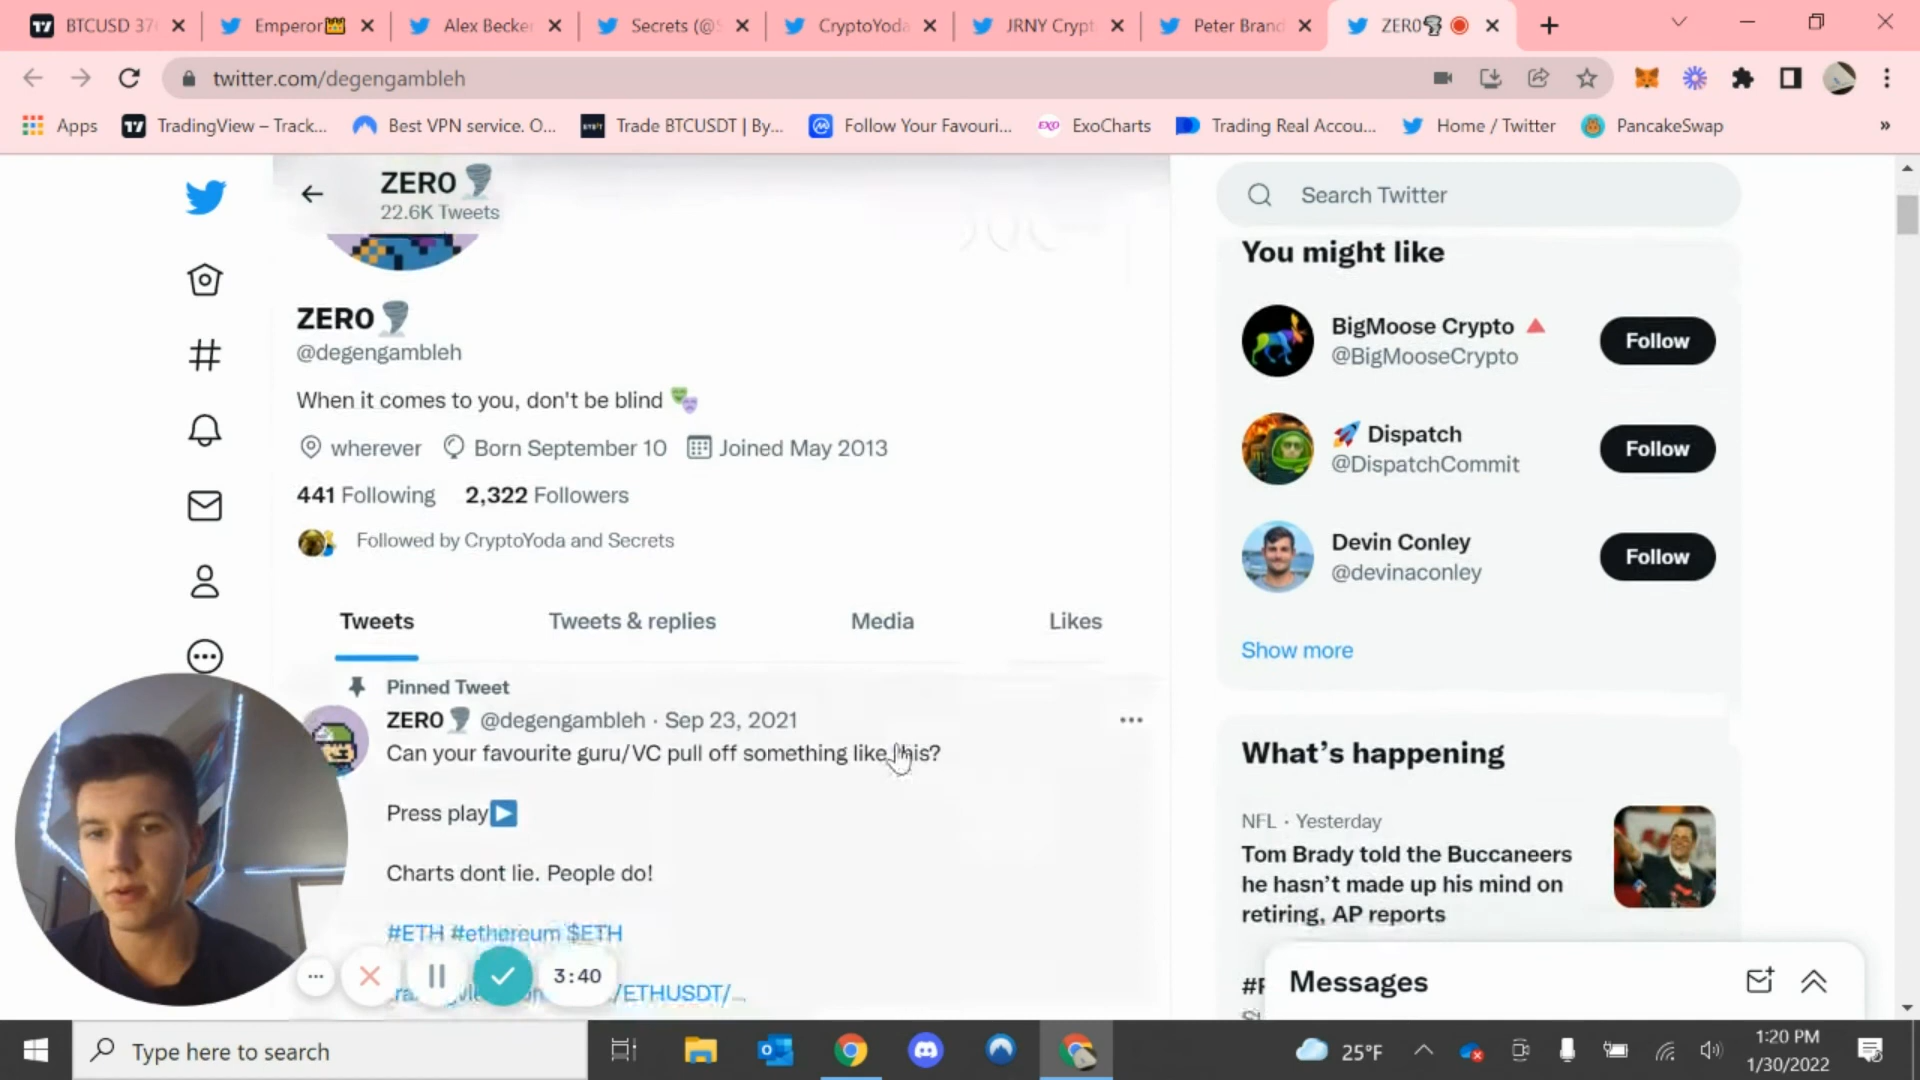 BTCUSD 37
Emperor
Alex Becker
Secrets (@S
CryptoYoda
JRNY Crypt
Peter Brand
ZERO
twitter.com/degengambleh
Apps
TradingView – Track...
Best VPN service. O...
Trade BTCUSDT | By...
Follow Your Favouri...
EXO ExoCharts
Trading Real Accou...
Home / Twitter
PancakeSwap
»
ZERO
22.6K Tweets
ZERO
@degengambleh
When it comes to you, don't be blind
wherever Born September 10 Joined May 2013
441 Following 2,322 Followers
Followed by CryptoYoda and Secrets
Tweets Tweets & replies Media Likes
Pinned Tweet
ZERO @degengambleh · Sep 23, 2021
Can your favourite guru/VC pull off something like this?
Press play
Charts dont lie. People do!
#ETH #ethereum $ETH
/ETHUSDT/...
3:40
Search Twitter
You might like
BigMoose Crypto
@BigMooseCrypto
Follow
Dispatch
@DispatchCommit
Follow
Devin Conley
@devinaconley
Follow
Show more
What's happening
NFL · Yesterday
Tom Brady told the Buccaneers
he hasn't made up his mind on
retiring, AP reports
Messages
Type here to search
25°F
1:20 PM
1/30/2022